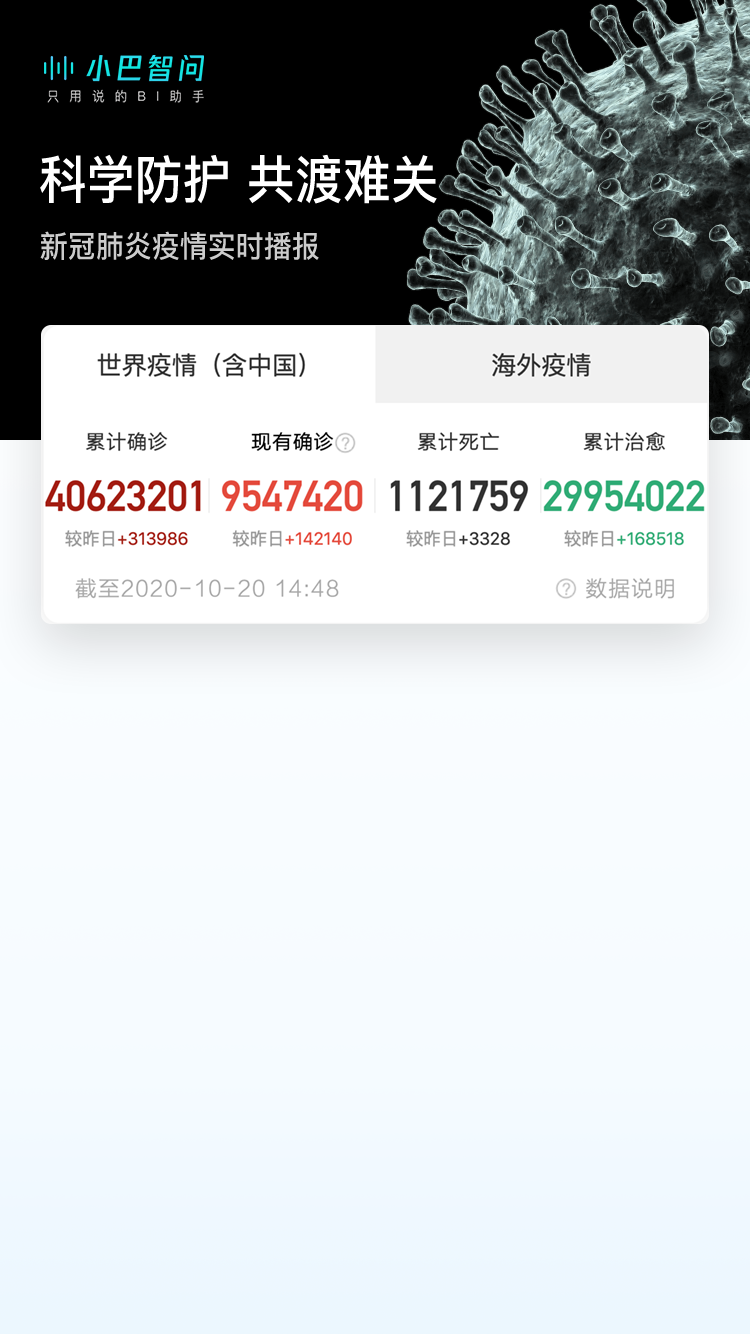 小巴智问
只用说的BI助手
科学防护 共渡难关
新冠肺炎疫情实时播报
世界疫情（含中国） 海外疫情
累计确诊 现有确诊? 累计死亡 累计治愈
40623201 9547420 1121759 29954022
较昨日+313986 较昨日+142140 较昨日+3328 较昨日+168518
截至2020-10-20 14:48 ? 数据说明